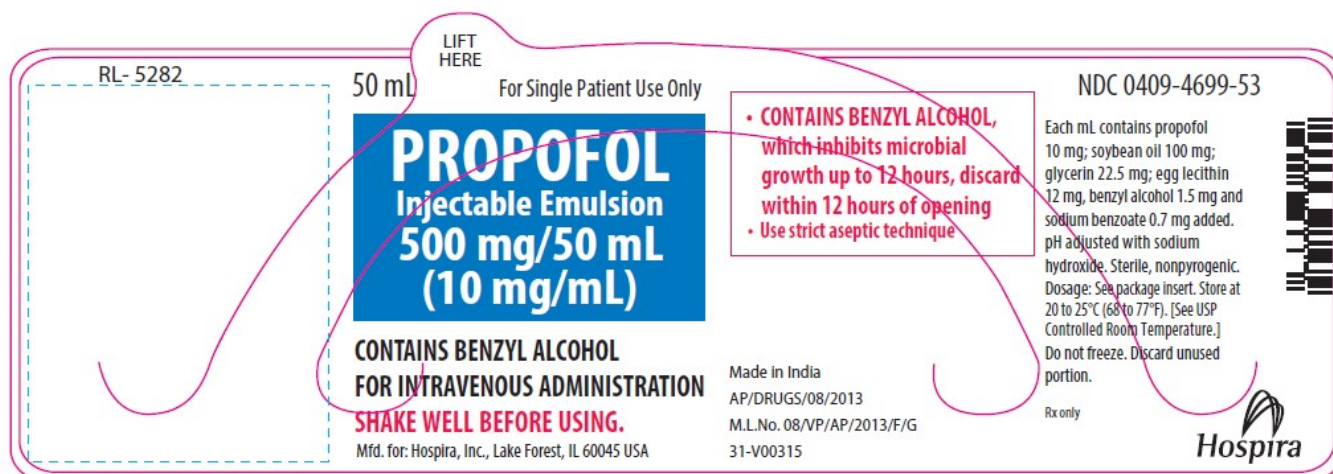 LIFT
HERE
RL- 5282
50 mL
For Single Patient Use Only
PROPOFOL
Injectable Emulsion
500 mg/50 mL
(10 mg/mL)
CONTAINS BENZYL ALCOHOL
FOR INTRAVENOUS ADMINISTRATION
SHAKE WELL BEFORE USING.
Mfd. for: Hospira, Inc., Lake Forest, IL 60045 USA
• CONTAINS BENZYL ALCOHOL,
which inhibits microbial
growth up to 12 hours, discard
within 12 hours of opening
• Use strict aseptic technique
Made in India
AP/DRUGS/08/2013
M.L.No. 08/VP/AP/2013/F/G
31-V00315
NDC 0409-4699-53
Each mL contains propofol
10 mg; soybean oil 100 mg;
glycerin 22.5 mg; egg lecithin
12 mg, benzyl alcohol 1.5 mg and
sodium benzoate 0.7 mg added.
pH adjusted with sodium
hydroxide. Sterile, nonpyrogenic.
Dosage: See package insert. Store at
20 to 25°C (68 to 77°F). [See USP
Controlled Room Temperature.]
Do not freeze. Discard unused
portion.
Rx only
Hospira